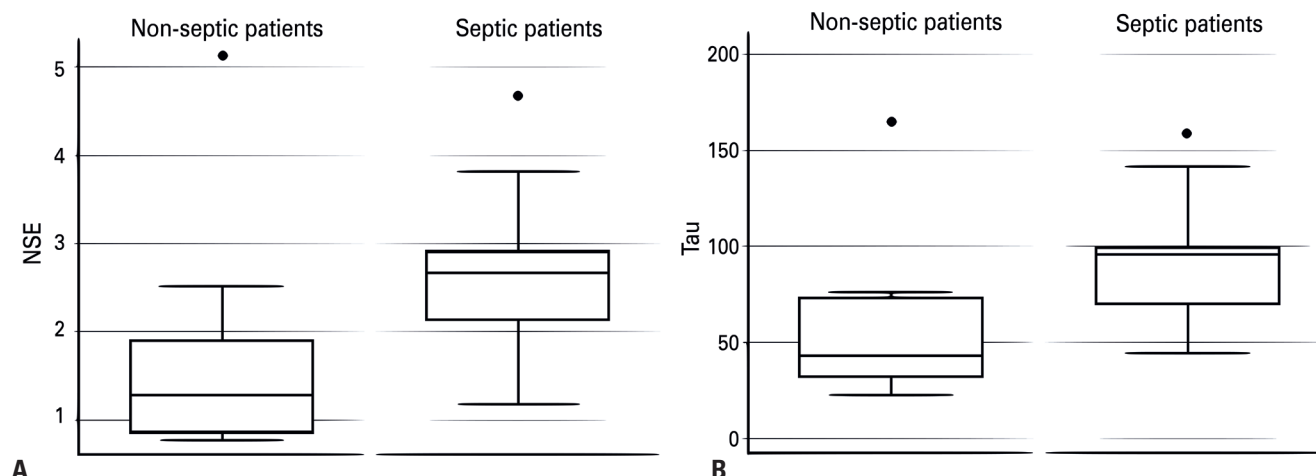 Non-septic patients
Septic patients
5
4
3
2
1
NSE
A
Non-septic patients
Septic patients
200
150
100
50
0
Tau
B